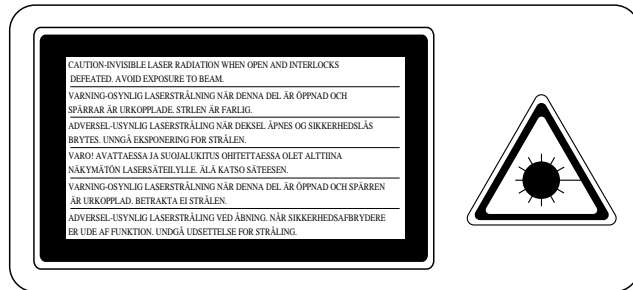 CAUTION-INVISIBLE LASER RADIATION WHEN OPEN AND INTERLOCKS
DEFEATED. AVOID EXPOSURE TO BEAM.
VARNING-OSYNLIG LASERSTRÅLNING NÄR DENNA DEL ÄR ÖPPNAD OCH
SPÄRRAR ÄR URKOPPLADE. STRLEN ÄR FARLIG.
ADVERSEL-USYNLIG LASERSTRÅLING NÅR DEKSEL ÅPNES OG SIKKERHEDSLÅS
BRYTES. UNNGÅ EKSPONERING FOR STRÅLEN.
VARO! AVATTAESSA JA SUOJALUKITUS OHITETTAESSA OLET ALTTIINA
NÄKYMÄTÖN LASERSÄTEILYLLE. ÄLÄ KATSO SÄTEESEN.
VARNING-OSYNLIG LASERSTRÅLNING NÄR DENNA DEL ÄR ÖPPNAD OCH SPÄRREN
ÄR URKOPPLAD. BETRAKTA EJ STRÅLEN.
ADVERSEL-USYNLIG LASERSTRÅLING VED ÅBNING. NÅR SIKKERHEDSAFBRYDERE
ER UDE AF FUNKTION. UNDGÅ UDSETTELSE FOR STRÅLING.